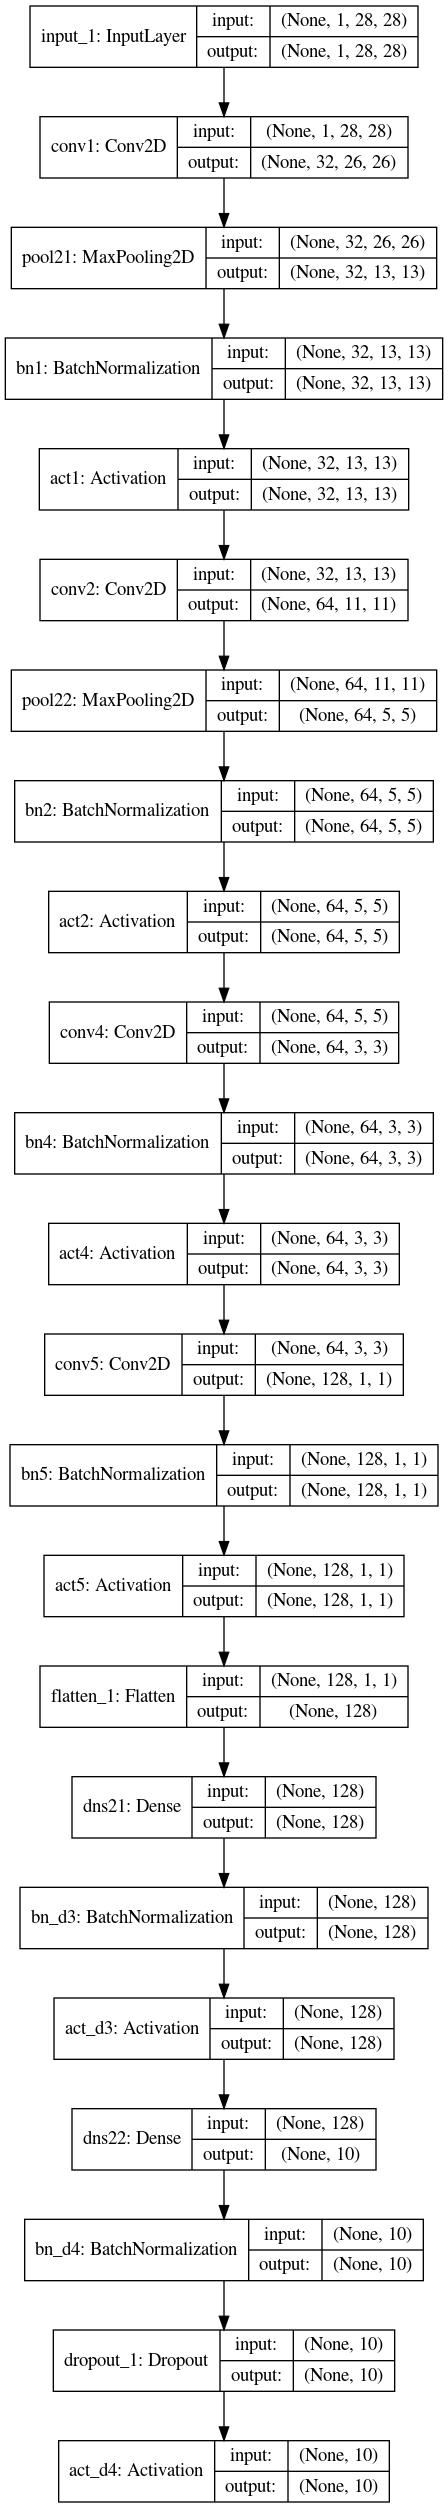 input_1: InputLayer
input: (None, 1, 28, 28)
output: (None, 1, 28, 28)
conv1: Conv2D
input: (None, 1, 28, 28)
output: (None, 32, 26, 26)
pool21: MaxPooling2D
input: (None, 32, 26, 26)
output: (None, 32, 13, 13)
bn1: BatchNormalization
input: (None, 32, 13, 13)
output: (None, 32, 13, 13)
act1: Activation
input: (None, 32, 13, 13)
output: (None, 32, 13, 13)
conv2: Conv2D
input: (None, 32, 13, 13)
output: (None, 64, 11, 11)
pool22: MaxPooling2D
input: (None, 64, 11, 11)
output: (None, 64, 5, 5)
bn2: BatchNormalization
input: (None, 64, 5, 5)
output: (None, 64, 5, 5)
act2: Activation
input: (None, 64, 5, 5)
output: (None, 64, 5, 5)
conv4: Conv2D
input: (None, 64, 5, 5)
output: (None, 64, 3, 3)
bn4: BatchNormalization
input: (None, 64, 3, 3)
output: (None, 64, 3, 3)
act4: Activation
input: (None, 64, 3, 3)
output: (None, 64, 3, 3)
conv5: Conv2D
input: (None, 64, 3, 3)
output: (None, 128, 1, 1)
bn5: BatchNormalization
input: (None, 128, 1, 1)
output: (None, 128, 1, 1)
act5: Activation
input: (None, 128, 1, 1)
output: (None, 128, 1, 1)
flatten_1: Flatten
input: (None, 128, 1, 1)
output: (None, 128)
dns21: Dense
input: (None, 128)
output: (None, 128)
bn_d3: BatchNormalization
input: (None, 128)
output: (None, 128)
act_d3: Activation
input: (None, 128)
output: (None, 128)
dns22: Dense
input: (None, 128)
output: (None, 10)
bn_d4: BatchNormalization
input: (None, 10)
output: (None, 10)
dropout_1: Dropout
input: (None, 10)
output: (None, 10)
act_d4: Activation
input: (None, 10)
output: (None, 10)